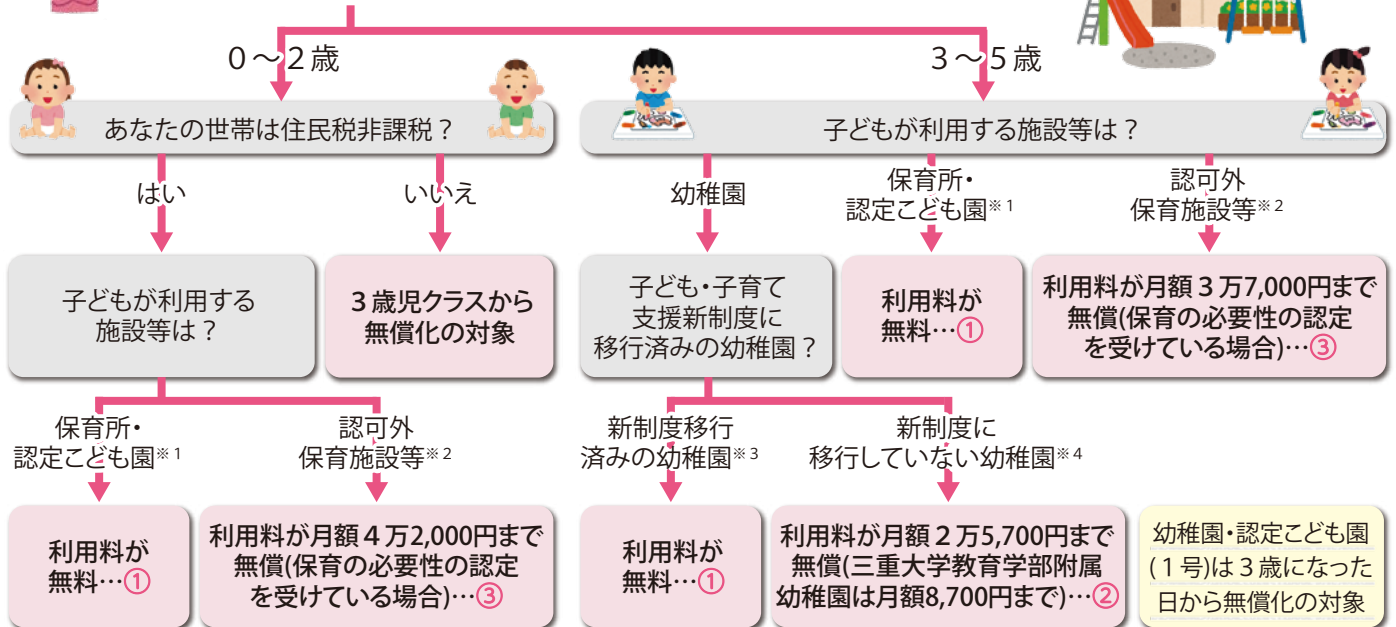 0～2歳
3～5歳
あなたの世帯は住民税非課税？
子どもが利用する施設等は？
はい
いいえ
幼稚園
保育所・
認定こども園※1
認可外
保育施設等※2
子どもが利用する
施設等は？
3歳児クラスから
無償化の対象
子ども・子育て
支援新制度に
移行済みの幼稚園？
利用料が
無料…①
利用料が月額3万7,000円まで
無償(保育の必要性の認定
を受けている場合)…③
保育所・
認定こども園※1
認可外
保育施設等※2
新制度移行
済みの幼稚園※3
新制度に
移行していない幼稚園※4
利用料が
無料…①
利用料が月額4万2,000円まで
無償(保育の必要性の認定
を受けている場合)…③
利用料が
無料…①
利用料が月額2万5,700円まで
無償(三重大学教育学部附属
幼稚園は月額8,700円まで)…②
幼稚園・認定こども園
(1号)は3歳になった
日から無償化の対象